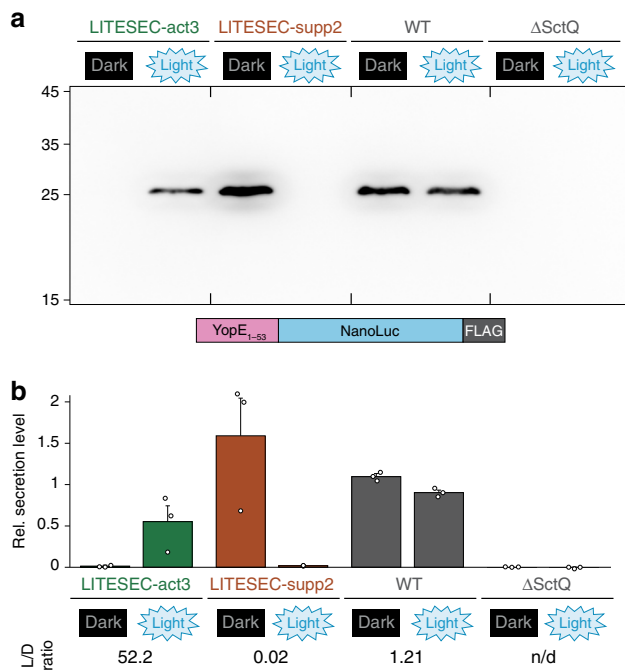 a
LITESEC-act3 LITESEC-supp2 WT ΔSctQ
Dark Light Dark Light Dark Light Dark Light
45
35
25
15
YopE1–53 NanoLuc FLAG
b
Rel. secretion level
2
1.5
1
0.5
0
LITESEC-act3 LITESEC-supp2 WT ΔSctQ
Dark Light Dark Light Dark Light Dark Light
L/D ratio 52.2 0.02 1.21 n/d